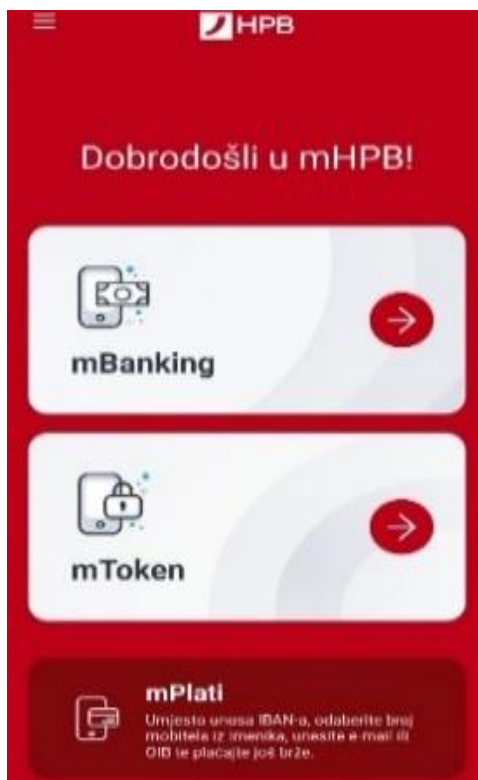 HPB
Dobrodošli u mHPB!
mBanking
mToken
mPlati
Umjesto unosa IBAN-a, odaberite broj
mobitela iz imenika, unesite e-mail ili
OIB te plaćajte još brže.